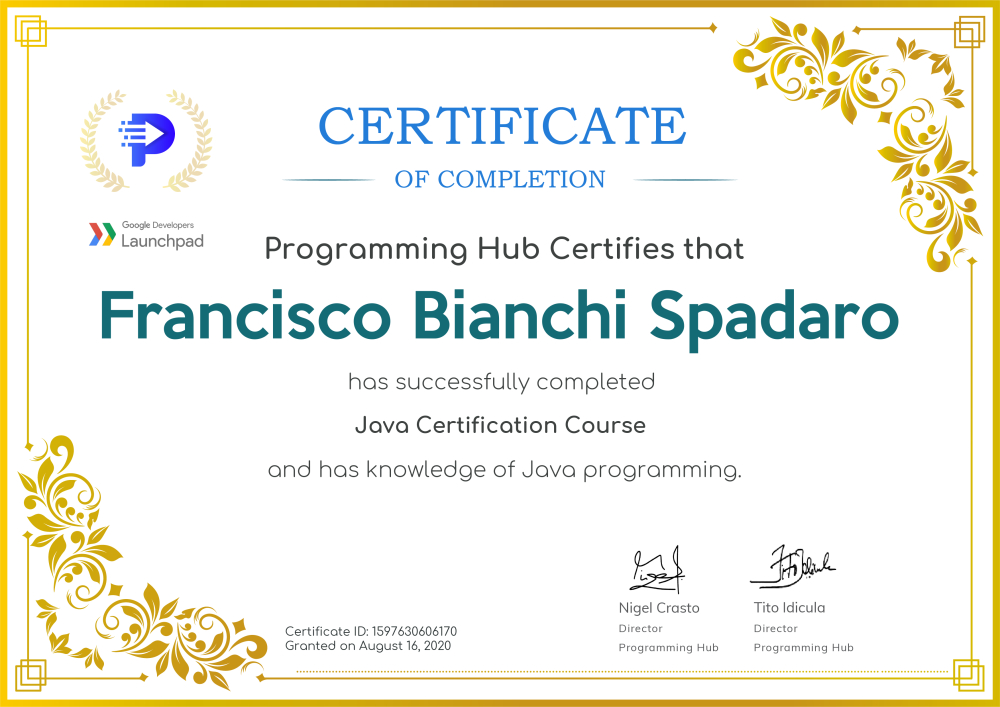 CERTIFICATE
OF COMPLETION
Google Developers
Launchpad
Programming Hub Certifies that
Francisco Bianchi Spadaro
has successfully completed
Java Certification Course
and has knowledge of Java programming.
Nigel Crasto
Director
Programming Hub
Tito Idicula
Director
Programming Hub
Certificate ID: 1597630606170
Granted on August 16, 2020